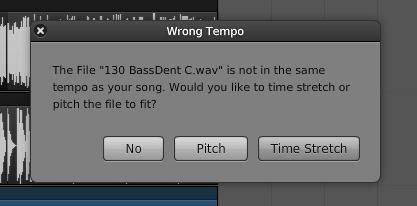 Wrong Tempo
The File "130 BassDent C.wav" is not in the same
tempo as your song. Would you like to time stretch or
pitch the file to fit?
No Pitch Time Stretch